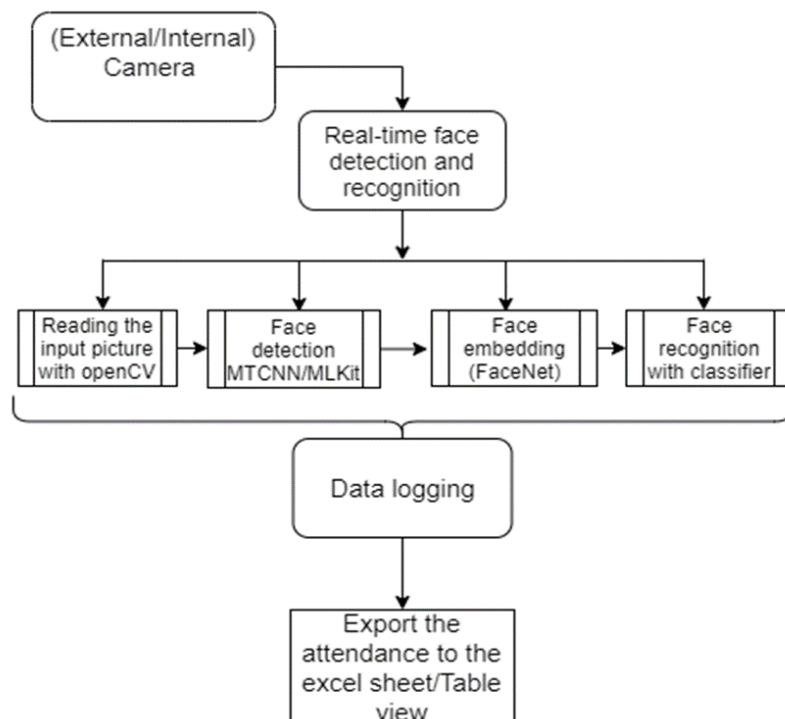 (External/Internal)
Camera
Real-time face
detection and
recognition
Reading the
input picture
with openCV
Face
detection
MTCNN/MLKit
Face
embedding
(FaceNet)
Face
recognition
with classifier
Data logging
Export the
attendance to the
excel sheet/Table
view